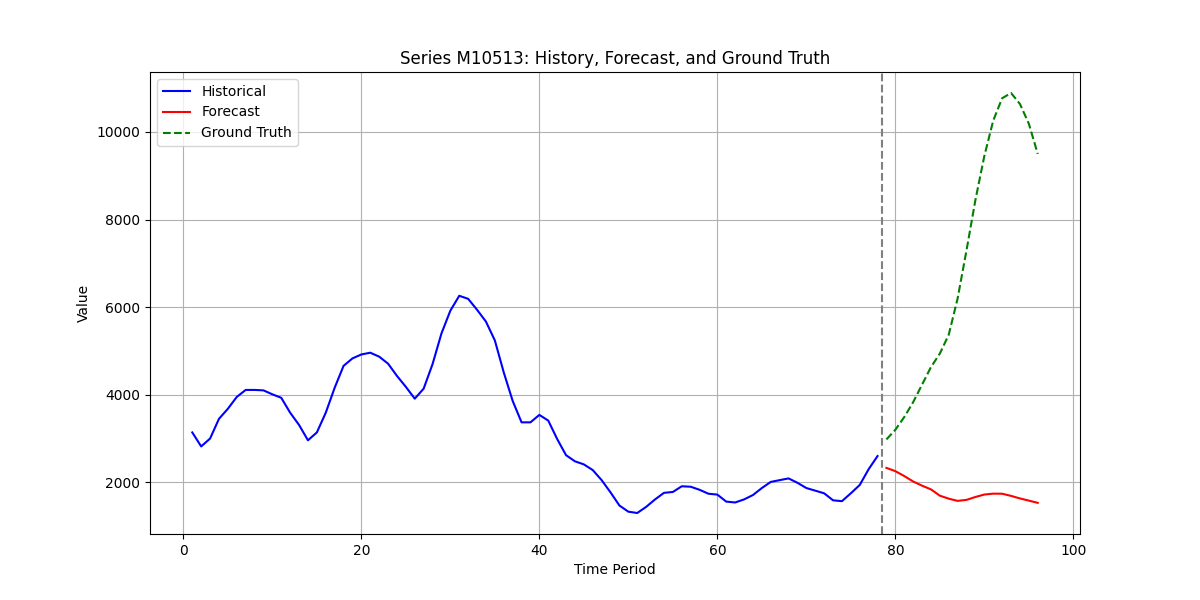 Series M10513: History, Forecast, and Ground Truth
Historical
Forecast
Ground Truth
10000
8000
6000
4000
2000
Value
0 20 40 60 80 100
Time Period